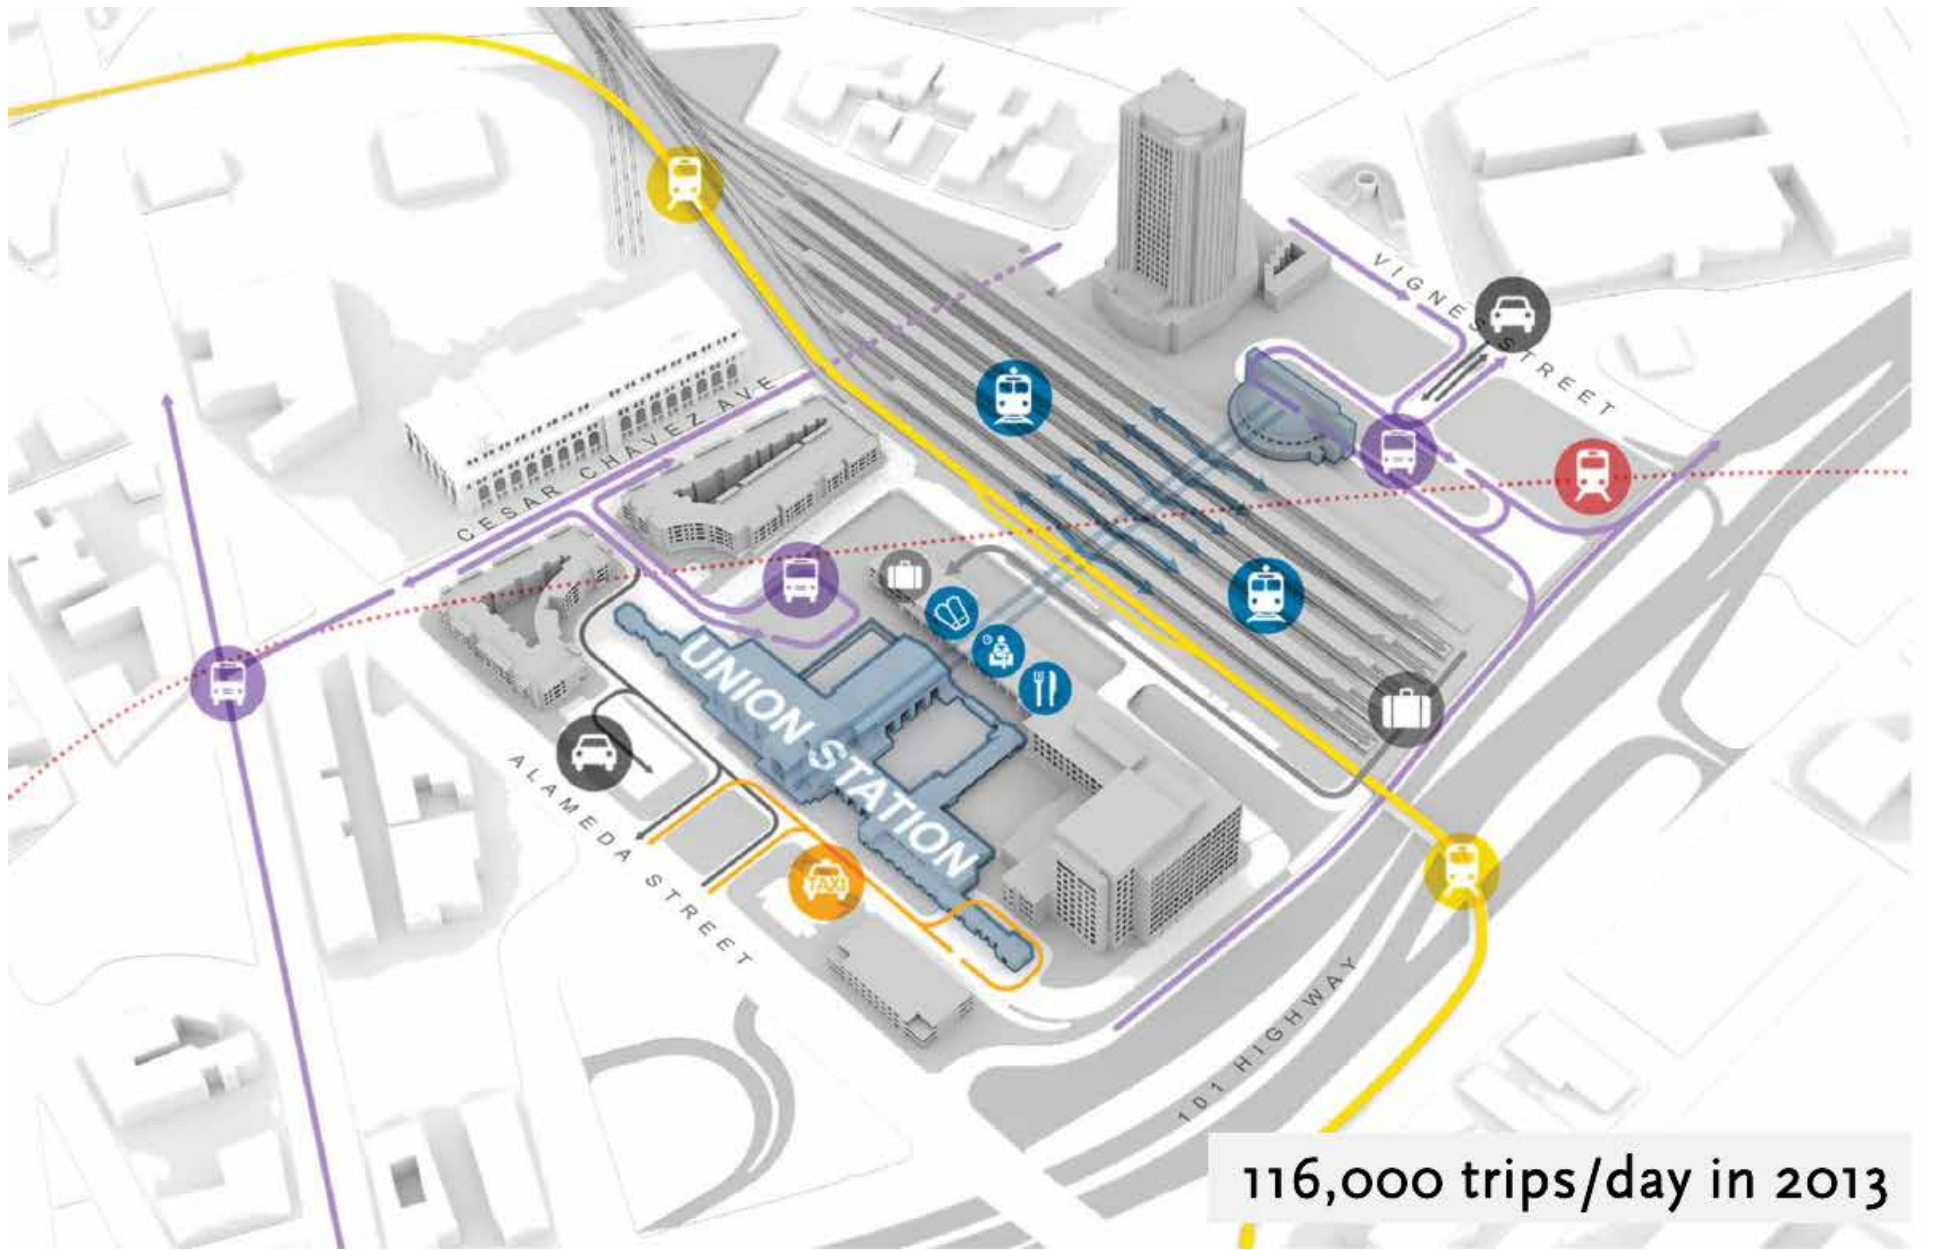 VIGNES STREET
CESAR CHAVEZ AVE
UNION STATION
ALAMEDA STREET
TAXI
101 HIGHWAY
116,000 trips/day in 2013